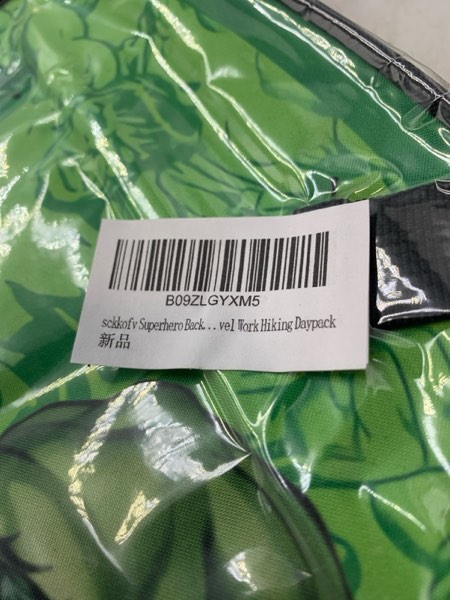 B09ZLGYXM5
sckkofv Superhero Back...vel Work Hiking Daypack
新品